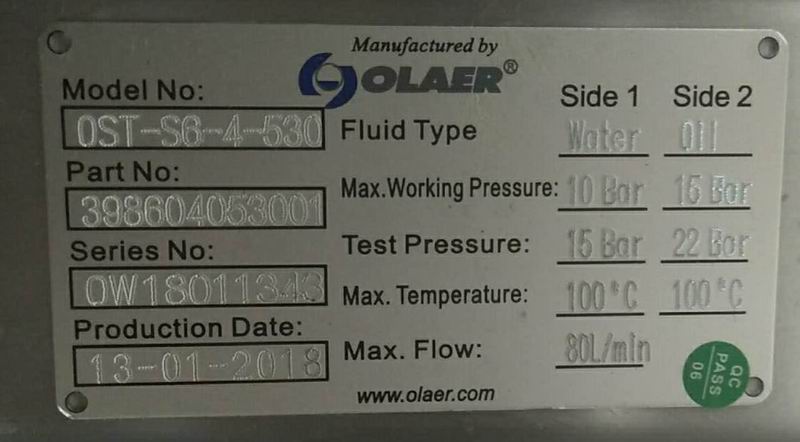 Manufactured by
OLAER®
Model No:
OST-S6-4-530
Part No:
398604053001
Series No:
OW18011343
Production Date:
13-01-2018
Side 1 Side 2
Fluid Type Water Oil
Max.Working Pressure: 10 Bar 16 Bar
Test Pressure: 15 Bar 22 Bar
Max. Temperature: 100°C 100°C
Max. Flow: 80L/min
www.olaer.com
QC
PASS
06